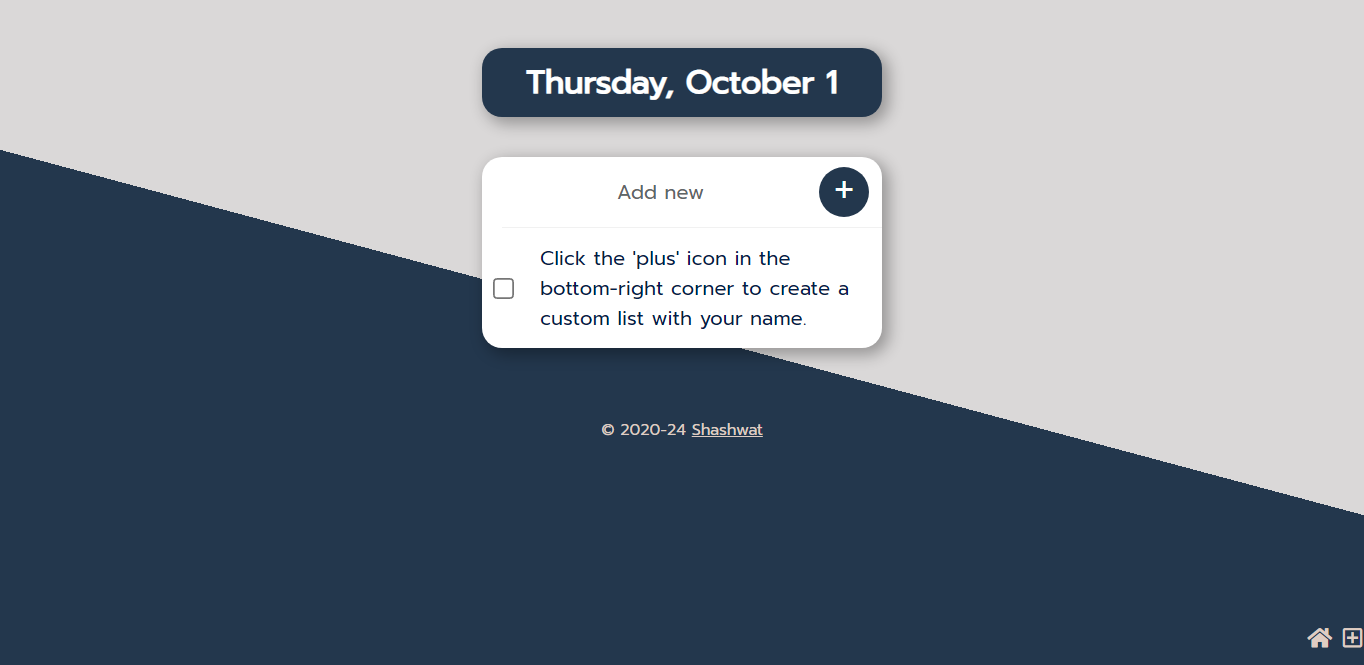 Thursday, October 1
Add new
+
Click the 'plus' icon in the
bottom-right corner to create a
custom list with your name.
© 2020-24 Shashwat